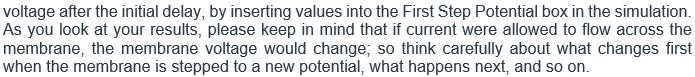 voltage after the initial delay, by inserting values into the First Step Potential box in the simulation.
As you look at your results, please keep in mind that if current were allowed to flow across the
membrane, the membrane voltage would change; so think carefully about what changes first
when the membrane is stepped to a new potential, what happens next, and so on.